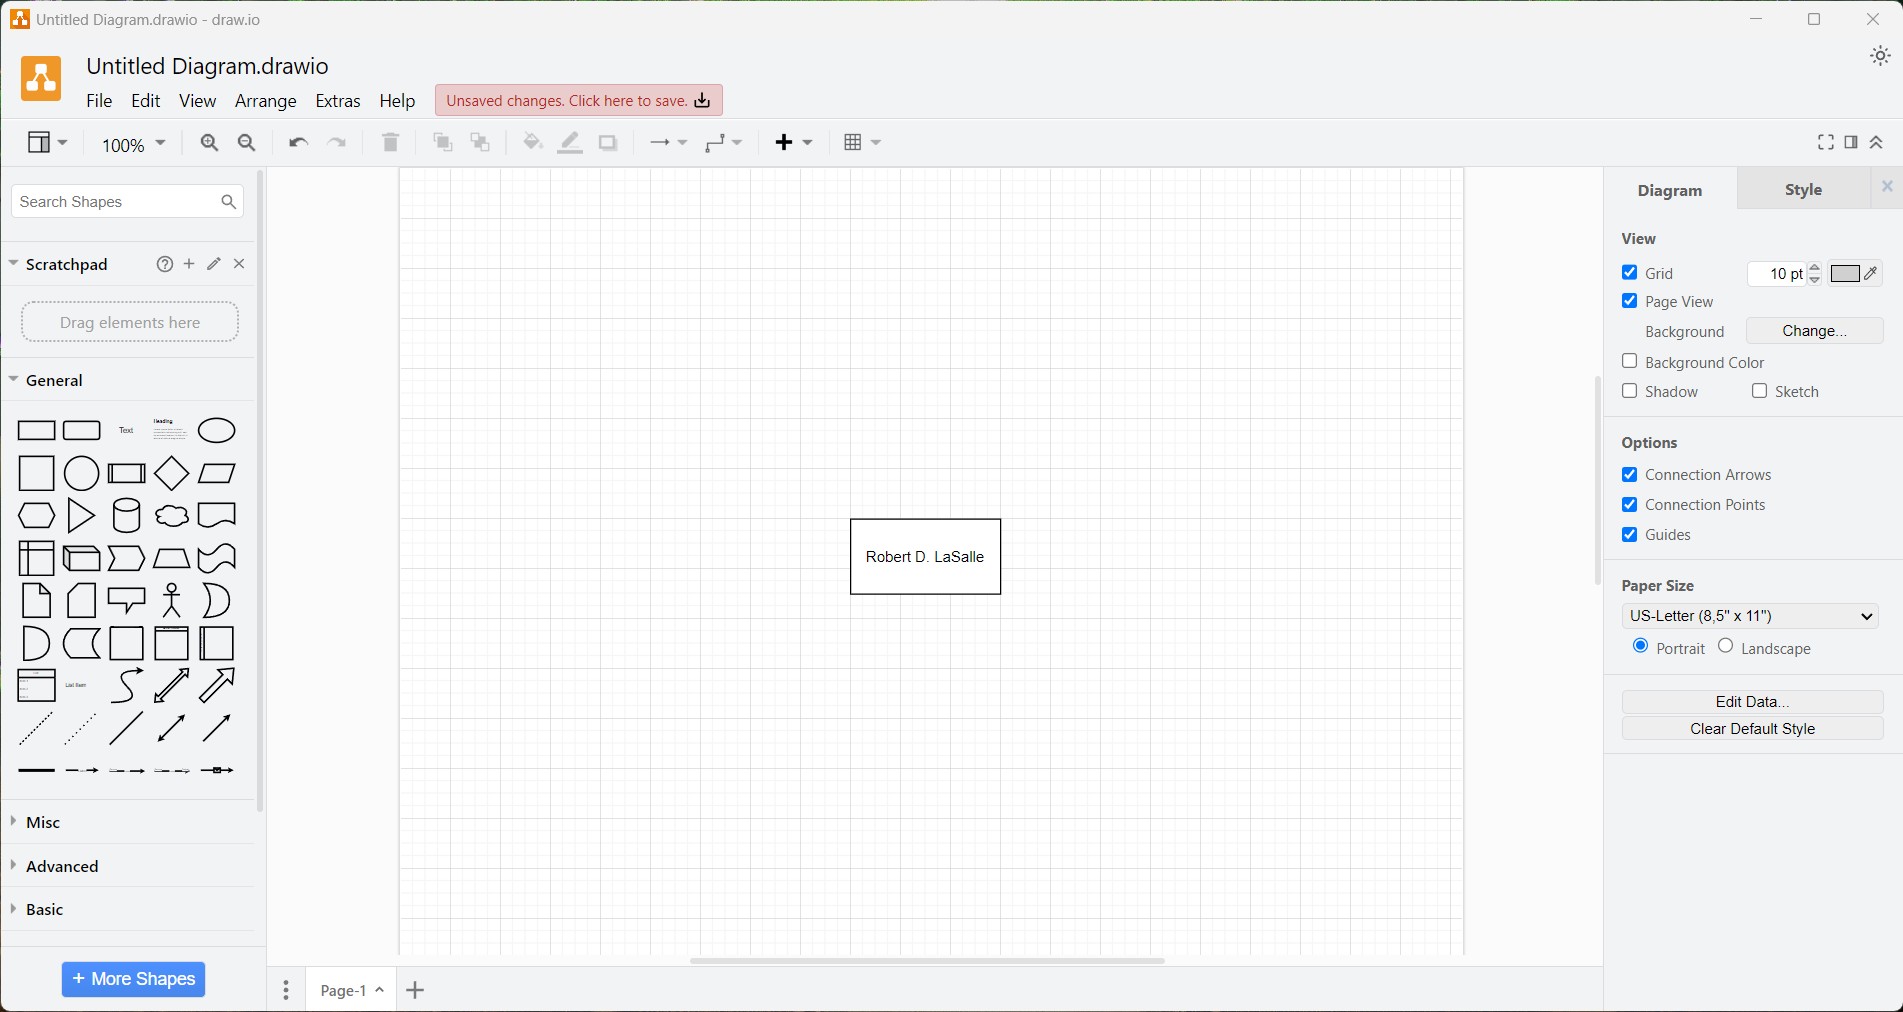 Untitled Diagram.drawio - draw.io
Untitled Diagram.drawio
File Edit View Arrange Extras Help Unsaved changes. Click here to save.
100%
Search Shapes
Scratchpad
Drag elements here
General
Text
Heading
List Item
Misc
Advanced
Basic
+ More Shapes
Robert D. LaSalle
Page-1
Diagram Style
View
Grid 10 pt
Page View
Background Change...
Background Color
Shadow Sketch
Options
Connection Arrows
Connection Points
Guides
Paper Size
US-Letter (8,5" x 11")
Portrait Landscape
Edit Data...
Clear Default Style